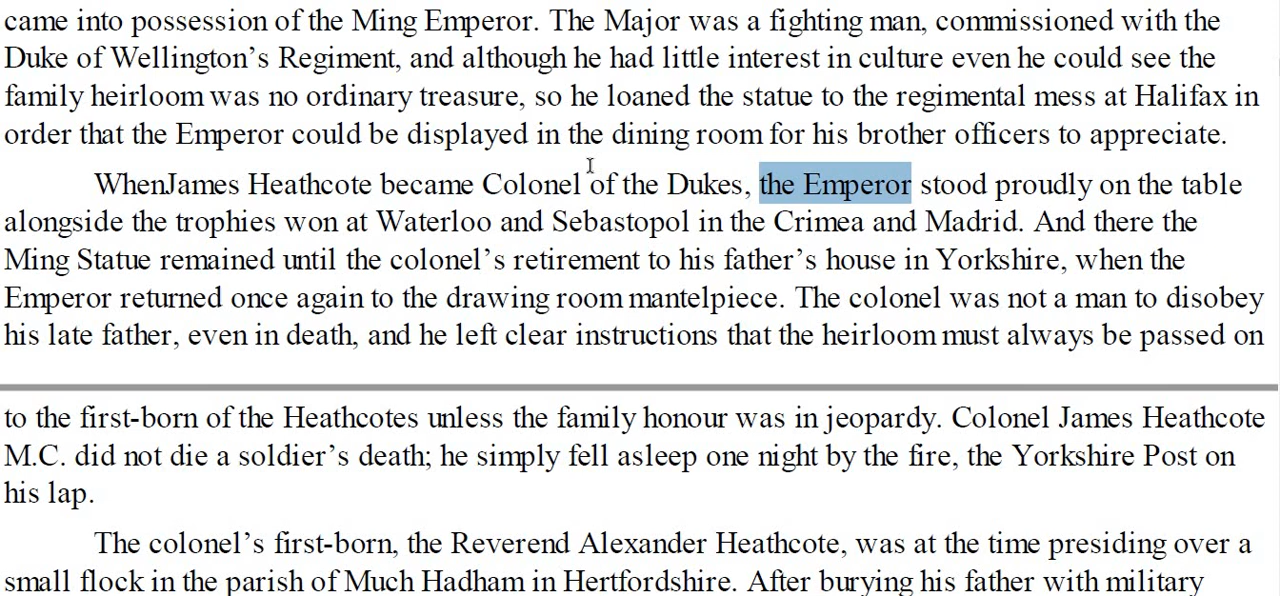 came into possession of the Ming Emperor. The Major was a fighting man, commissioned with the
Duke of Wellington’s Regiment, and although he had little interest in culture even he could see the
family heirloom was no ordinary treasure, so he loaned the statue to the regimental mess at Halifax in
order that the Emperor could be displayed in the dining room for his brother officers to appreciate.
WhenJames Heathcote became Colonel of the Dukes, the Emperor stood proudly on the table
alongside the trophies won at Waterloo and Sebastopol in the Crimea and Madrid. And there the
Ming Statue remained until the colonel’s retirement to his father’s house in Yorkshire, when the
Emperor returned once again to the drawing room mantelpiece. The colonel was not a man to disobey
his late father, even in death, and he left clear instructions that the heirloom must always be passed on
to the first-born of the Heathcotes unless the family honour was in jeopardy. Colonel James Heathcote
M.C. did not die a soldier’s death; he simply fell asleep one night by the fire, the Yorkshire Post on
his lap.
The colonel’s first-born, the Reverend Alexander Heathcote, was at the time presiding over a
small flock in the parish of Much Hadham in Hertfordshire. After burying his father with military